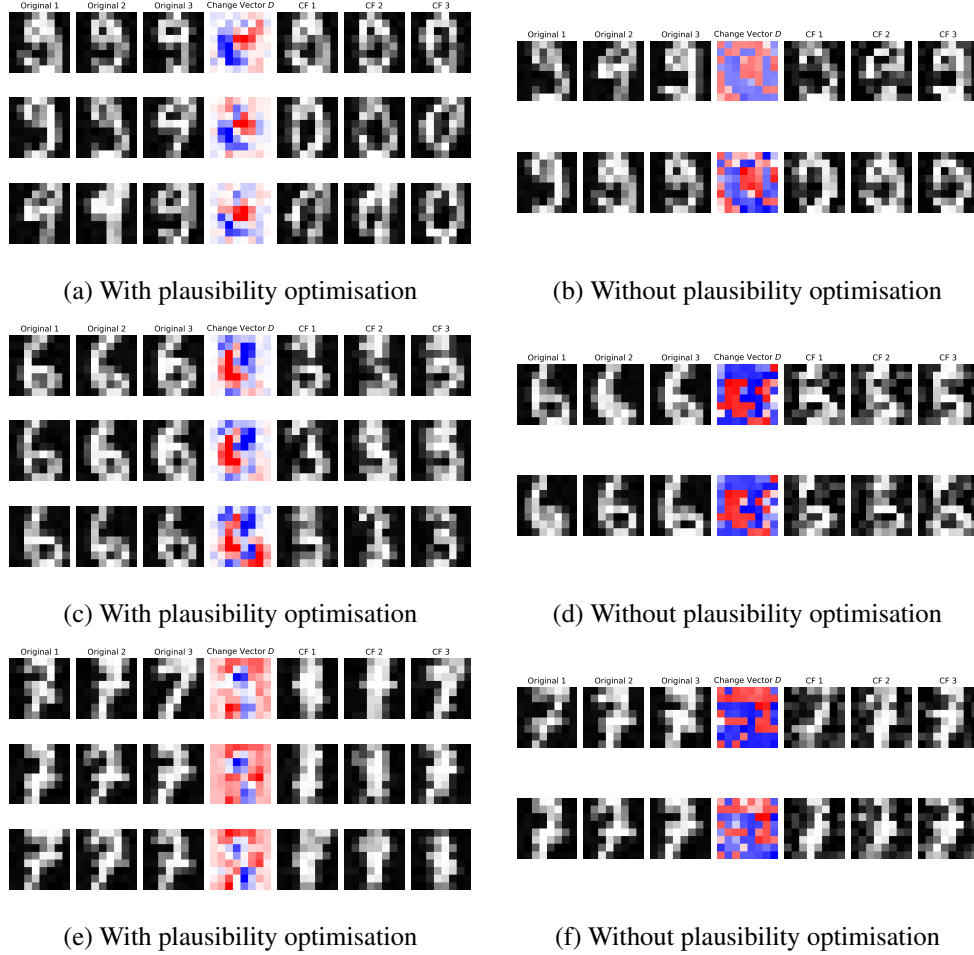 Original 1 Original 2 Original 3 Change Vector D CF 1 CF 2 CF 3
(a) With plausibility optimisation
Original 1 Original 2 Original 3 Change Vector D CF 1 CF 2 CF 3
(b) Without plausibility optimisation
Original 1 Original 2 Original 3 Change Vector D CF 1 CF 2 CF 3
(c) With plausibility optimisation
Original 1 Original 2 Original 3 Change Vector D CF 1 CF 2 CF 3
(d) Without plausibility optimisation
Original 1 Original 2 Original 3 Change Vector D CF 1 CF 2 CF 3
(e) With plausibility optimisation
Original 1 Original 2 Original 3 Change Vector D CF 1 CF 2 CF 3
(f) Without plausibility optimisation